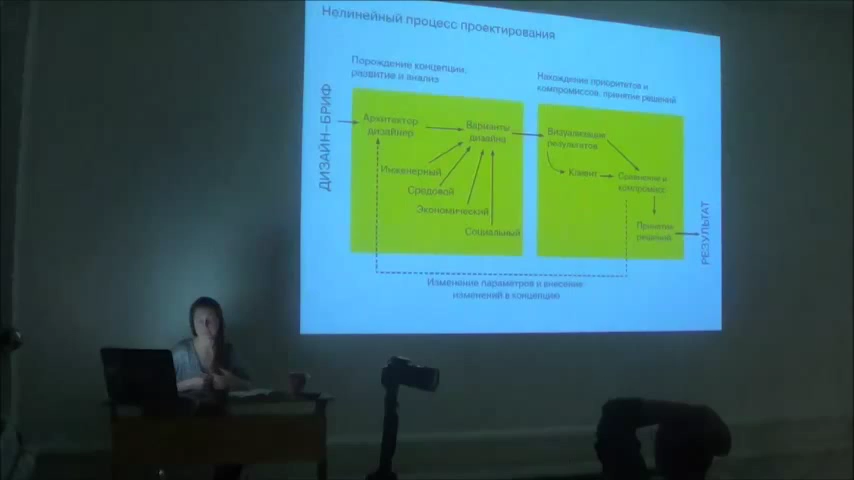 Нелинейный процесс проектирования
Порождение концепции:
развитие и анализ
Нахождение приоритетов и
компромиссов: принятие решений
ДИЗАЙН–БРИФ
Архитектор
дизайнер
Варианты
дизайна
Инженерный
Средовой
Экономический
Социальный
Визуализация
результатов
Клиент
Сравнение и
компромисс
Принятие
решений
РЕЗУЛЬТАТ
Изменение параметров и внесение
изменений в концепцию